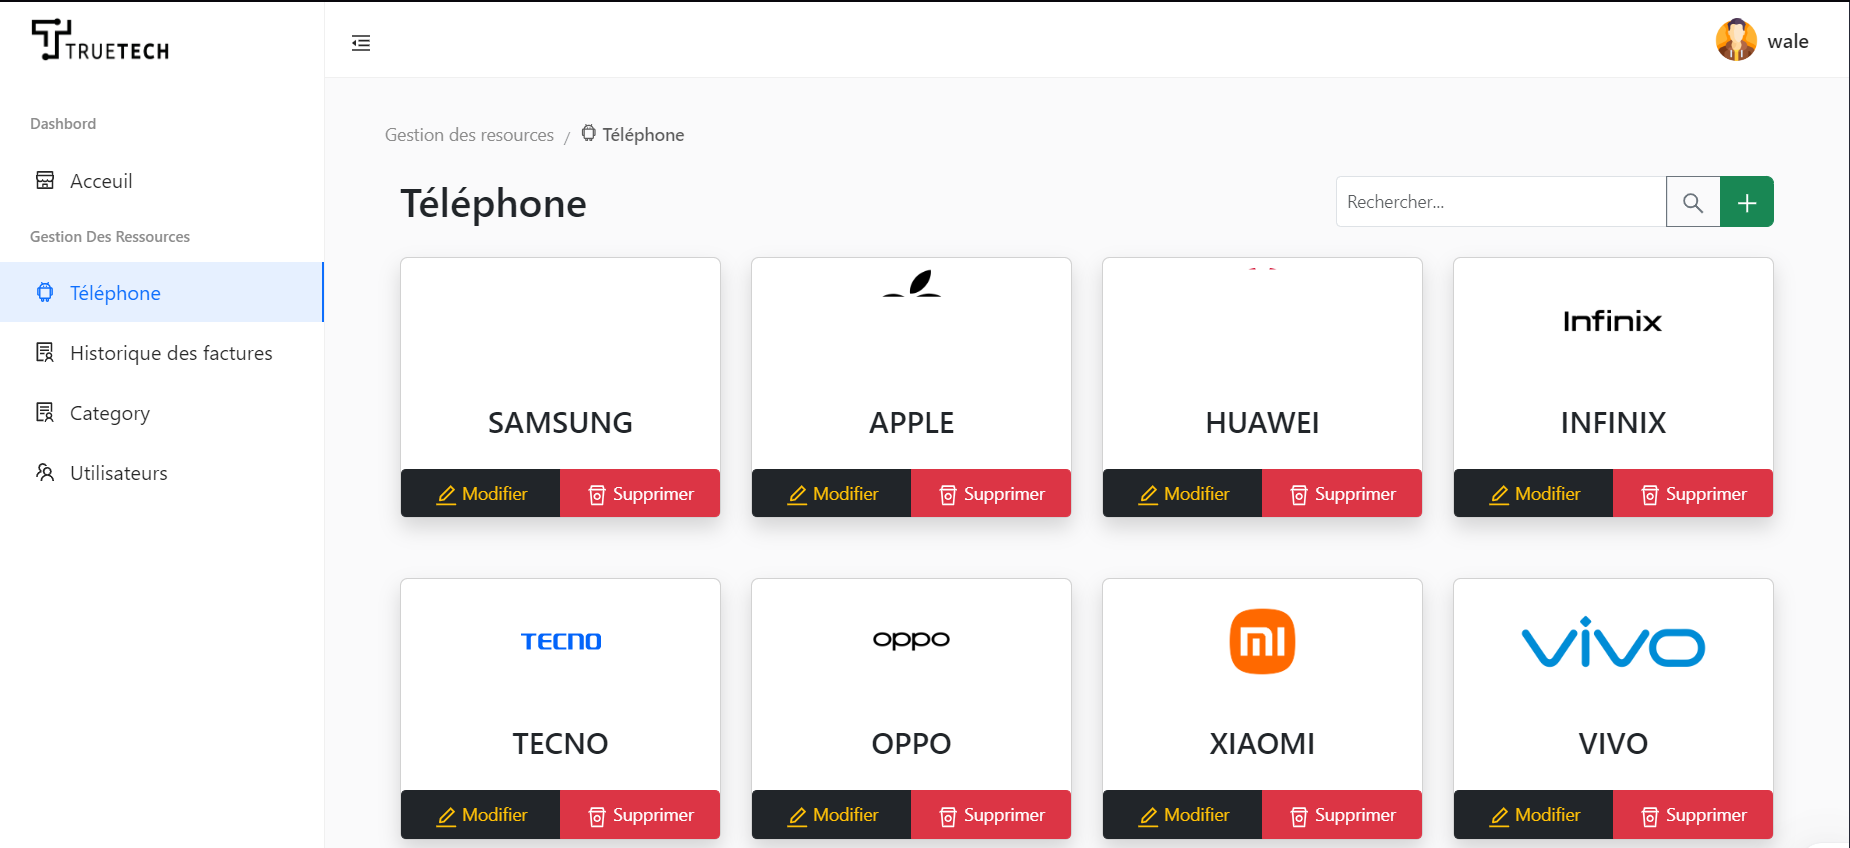 TRUETECH
wale
Dashbord
Gestion des resources / Téléphone
Acceuil
Téléphone
Rechercher...
Gestion Des Ressources
Téléphone
Historique des factures
Category
Utilisateurs
Infinix
SAMSUNG
APPLE
HUAWEI
INFINIX
Modifier Supprimer
Modifier Supprimer
Modifier Supprimer
Modifier Supprimer
TECNO
oppo
mi
vivo
TECNO
OPPO
XIAOMI
VIVO
Modifier Supprimer
Modifier Supprimer
Modifier Supprimer
Modifier Supprimer